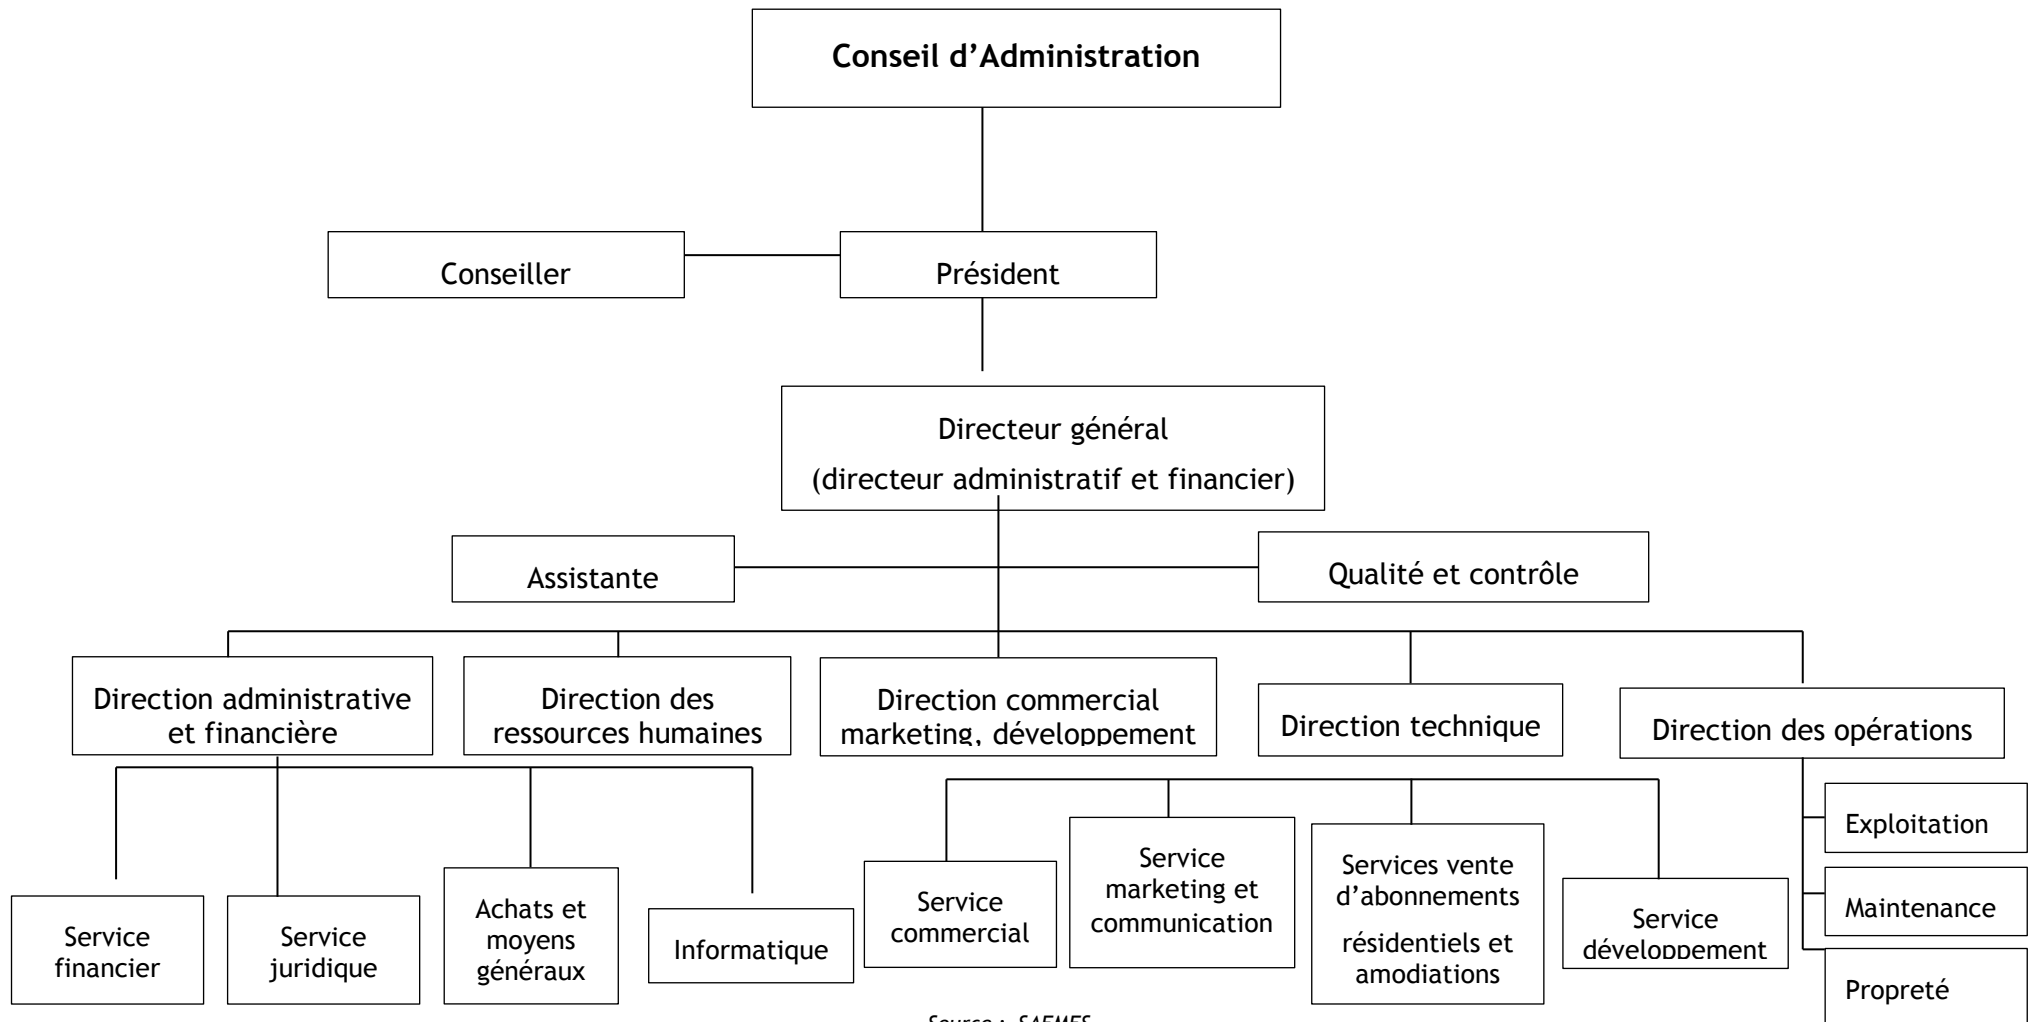 Conseil d’Administration
Conseiller
Président
Directeur général
(directeur administratif et financier)
Assistante
Qualité et contrôle
Direction administrative
et financière
Direction des
ressources humaines
Direction commercial
marketing, développement
Direction technique
Direction des opérations
Service
financier
Service
juridique
Achats et
moyens
généraux
Informatique
Service
commercial
Service
marketing et
communication
Services vente
d’abonnements
résidentiels et
amodiations
Service
développement
Exploitation
Maintenance
Propreté
Source : SAEMES